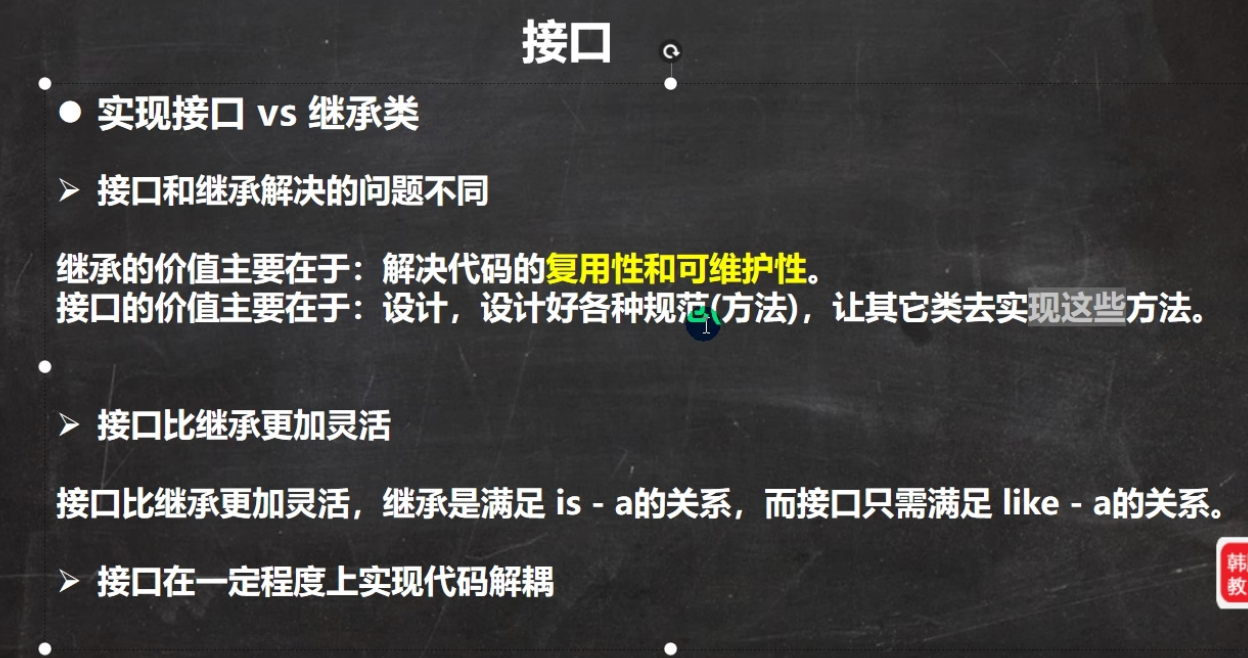 接口
● 实现接口 vs 继承类
➢ 接口和继承解决的问题不同
继承的价值主要在于：解决代码的复用性和可维护性。
接口的价值主要在于：设计，设计好各种规范(方法)，让其它类去实现这些方法。
➢ 接口比继承更加灵活
接口比继承更加灵活，继承是满足 is - a的关系，而接口只需满足 like - a的关系。
➢ 接口在一定程度上实现代码解耦
教